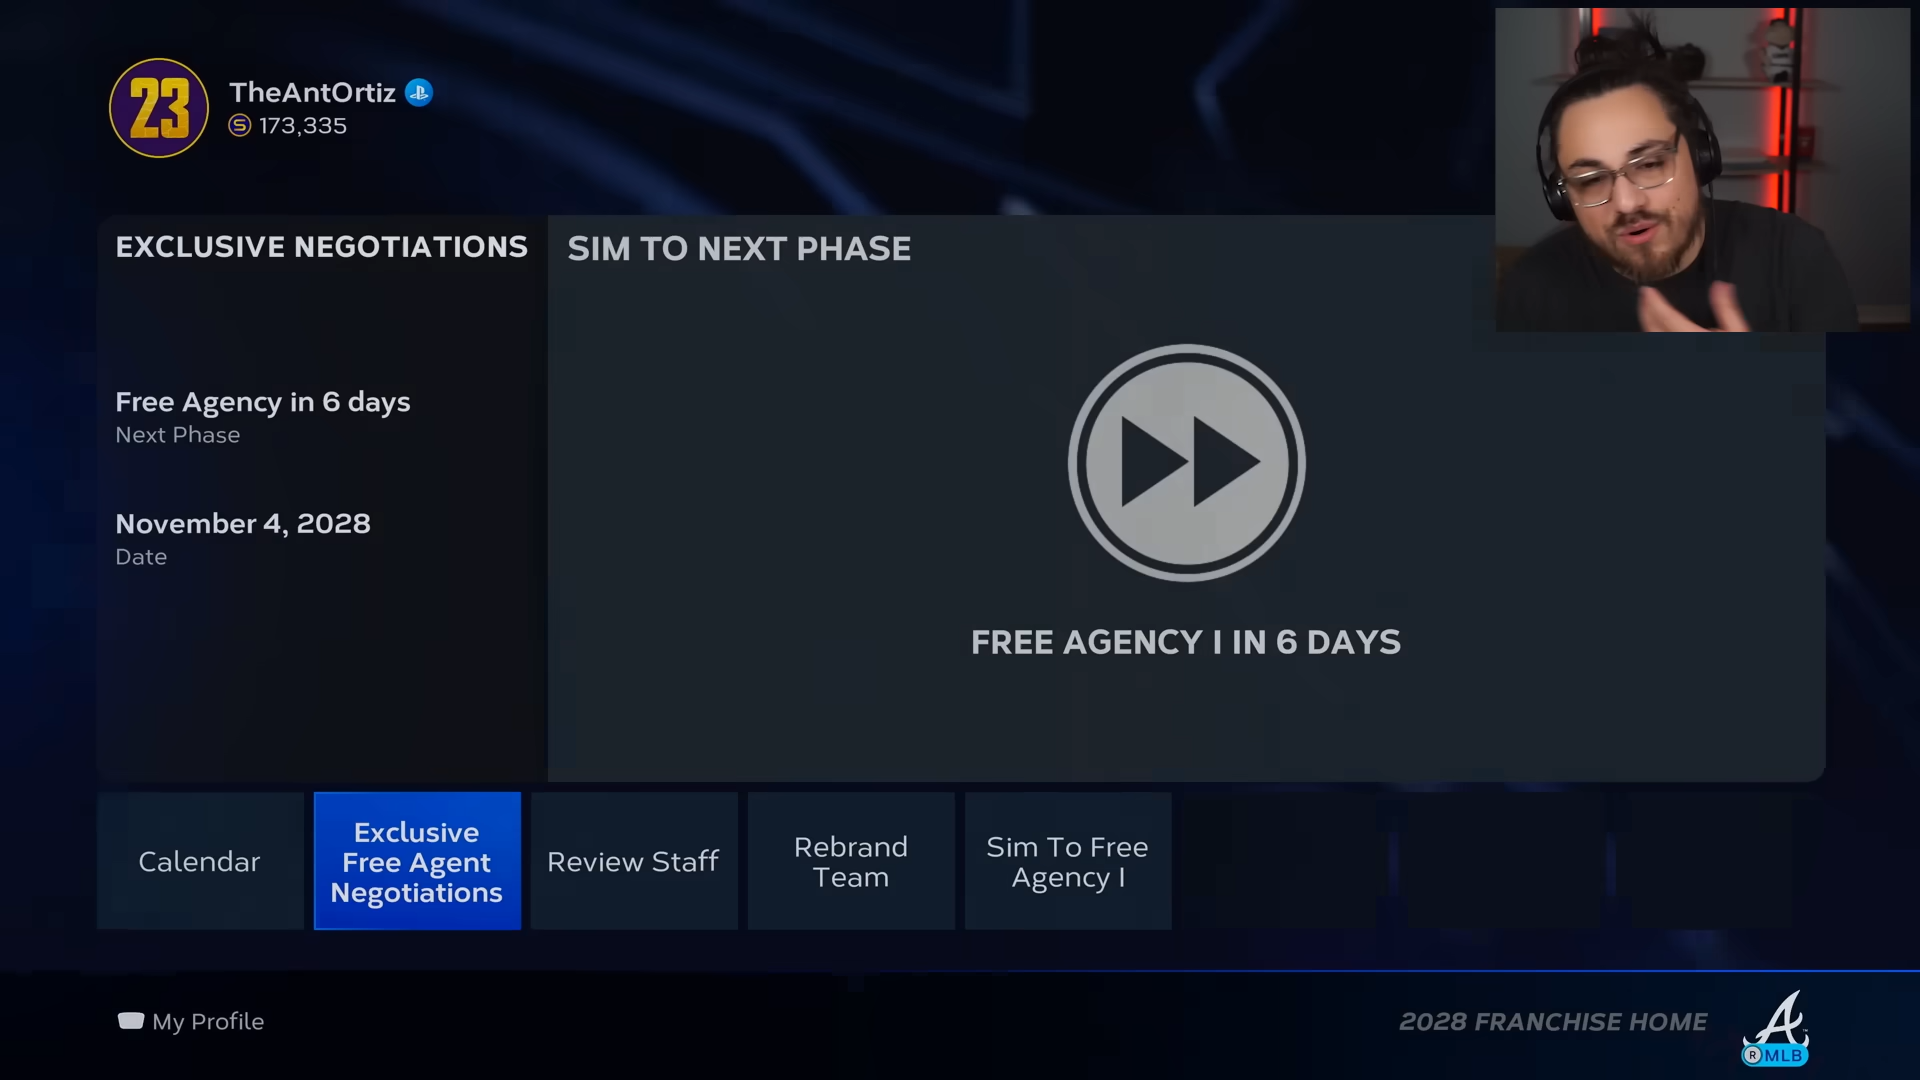 23
TheAntOrtiz
S 173,335
EXCLUSIVE NEGOTIATIONS
Free Agency in 6 days
Next Phase
November 4, 2028
Date
SIM TO NEXT PHASE
FREE AGENCY I IN 6 DAYS
Calendar
Exclusive
Free Agent
Negotiations
Review Staff
Rebrand
Team
Sim To Free
Agency I
My Profile
2028 FRANCHISE HOME
A
R MLB